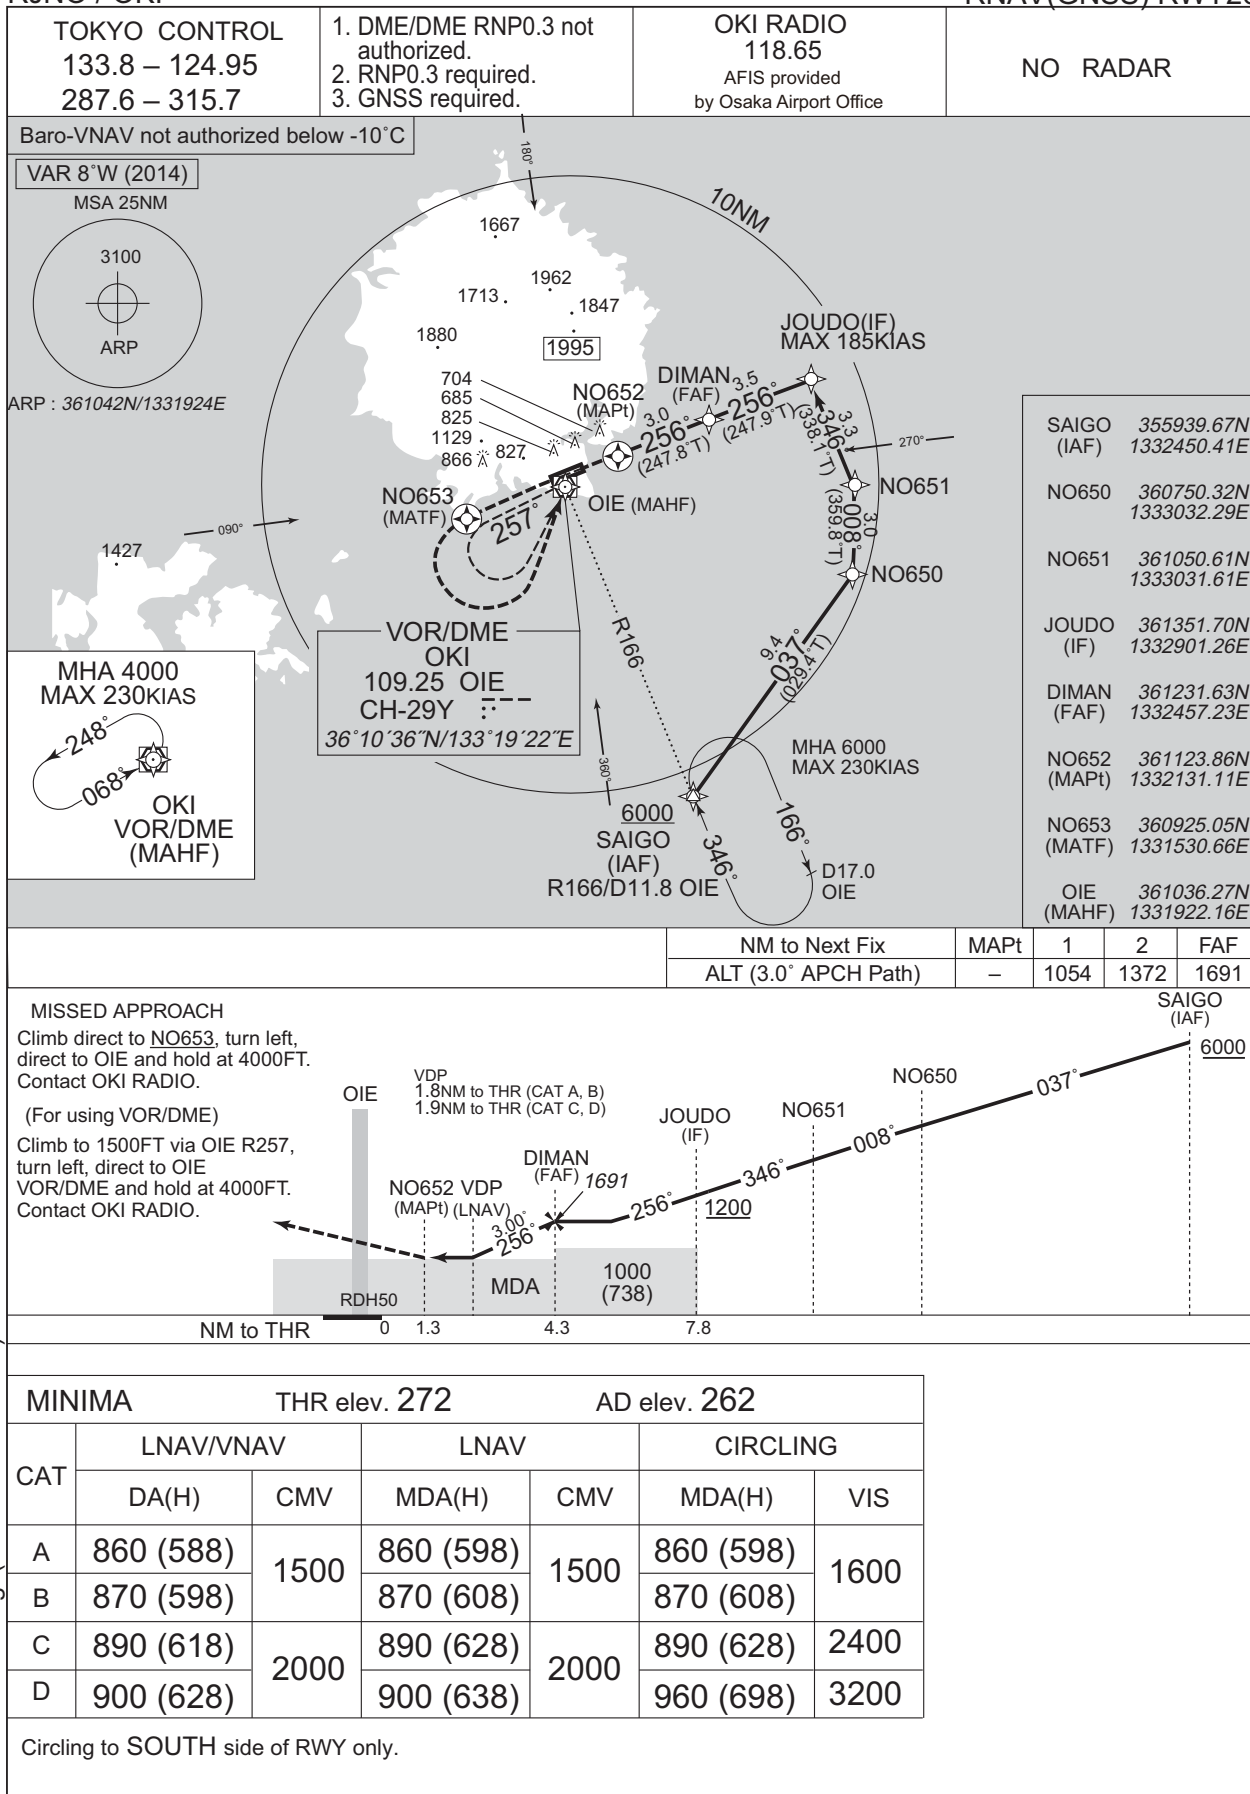 TOKYO CONTROL
133.8 – 124.95
287.6 – 315.7
1. DME/DME RNP0.3 not
authorized.
2. RNP0.3 required.
3. GNSS required.
OKI RADIO
118.65
AFIS provided
by Osaka Airport Office
NO RADAR
Baro-VNAV not authorized below -10˚C
VAR 8˚W (2014)
MSA 25NM
3100
ARP
ARP : 361042N/1331924E
180°
10NM
1667
1962
1713
1847
1880
1995
704
685
825
1129
866
827
NO652
(MAPt)
DIMAN
(FAF)
JOUDO(IF)
MAX 185KIAS
3.5
256°
(247.9˚T)
3.0
256°
(247.8˚T)
3.3
346°
(338.1˚T)
270°
NO651
3.0
008°
(359.8˚T)
NO650
NO653
(MATF)
257°
OIE (MAHF)
090°
1427
R166
9.4
037°
(029.4˚T)
VOR/DME
OKI
109.25 OIE
CH-29Y
36˚10´36˝N/133˚19´22˝E
MHA 4000
MAX 230KIAS
248°
068°
OKI
VOR/DME
(MAHF)
360°
MHA 6000
MAX 230KIAS
6000
SAIGO
(IAF)
R166/D11.8 OIE
346°
166°
D17.0
OIE
SAIGO 355939.67N
(IAF) 1332450.41E
NO650 360750.32N
1333032.29E
NO651 361050.61N
1333031.61E
JOUDO 361351.70N
(IF) 1332901.26E
DIMAN 361231.63N
(FAF) 1332457.23E
NO652 361123.86N
(MAPt) 1332131.11E
NO653 360925.05N
(MATF) 1331530.66E
OIE 361036.27N
(MAHF) 1331922.16E
NM to Next Fix MAPt 1 2 FAF
ALT (3.0˚ APCH Path) – 1054 1372 1691
MISSED APPROACH
Climb direct to NO653, turn left,
direct to OIE and hold at 4000FT.
Contact OKI RADIO.
(For using VOR/DME)
Climb to 1500FT via OIE R257,
turn left, direct to OIE
VOR/DME and hold at 4000FT.
Contact OKI RADIO.
OIE
VDP
1.8NM to THR (CAT A, B)
1.9NM to THR (CAT C, D)
NO652
(MAPt)
VDP
(LNAV)
3.00°
256°
DIMAN
(FAF)
1691
JOUDO
(IF)
256°
1200
346°
NO651
008°
NO650
037°
SAIGO
(IAF)
6000
MDA
1000
(738)
RDH50
NM to THR 0 1.3 4.3 7.8
MINIMA THR elev. 272 AD elev. 262
CAT LNAV/VNAV LNAV CIRCLING
DA(H) CMV MDA(H) CMV MDA(H) VIS
A 860 (588) 1500 860 (598) 1500 860 (598) 1600
B 870 (598) 870 (608) 870 (608)
C 890 (618) 2000 890 (628) 2000 890 (628) 2400
D 900 (628) 900 (638) 960 (698) 3200
Circling to SOUTH side of RWY only.